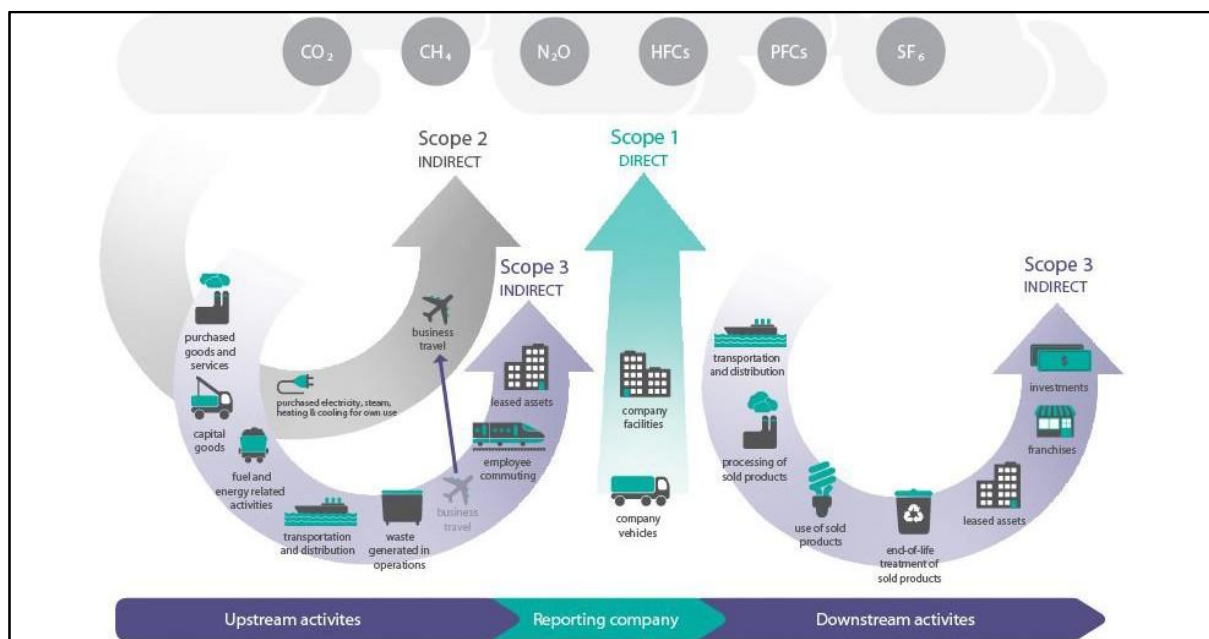 CO₂
CH₄
N₂O
HFCs
PFCs
SF₆
Scope 2
INDIRECT
Scope 1
DIRECT
Scope 3
INDIRECT
Scope 3
INDIRECT
purchased
goods and
services
capital
goods
fuel and
energy related
activities
purchased electricity, steam,
heating & cooling for own use
transportation
and distribution
waste
generated in
operations
business
travel
business
travel
employee
commuting
leased assets
company
facilities
company
vehicles
transportation
and distribution
processing of
sold products
use of sold
products
end-of-life
treatment of
sold products
leased assets
franchises
investments
$
Upstream activites
Reporting company
Downstream activites